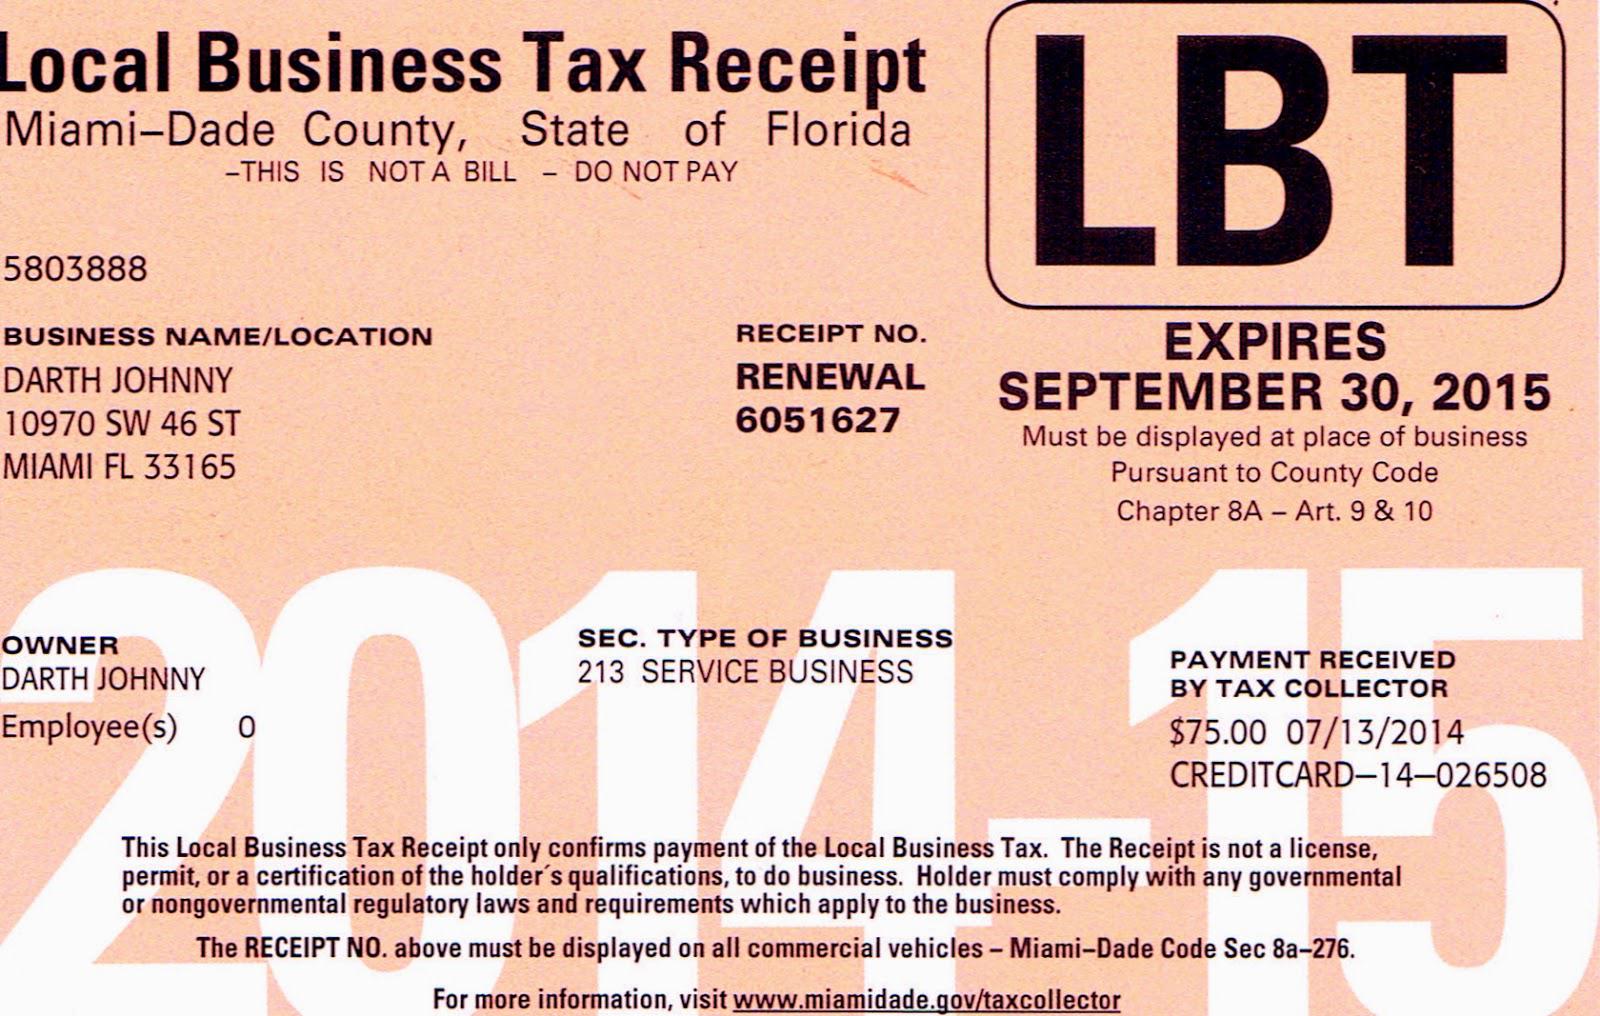 Local Business Tax Receipt
Miami–Dade County, State of Florida
–THIS IS NOT A BILL – DO NOT PAY
LBT
5803888
BUSINESS NAME/LOCATION
DARTH JOHNNY
10970 SW 46 ST
MIAMI FL 33165
RECEIPT NO.
RENEWAL
6051627
EXPIRES
SEPTEMBER 30, 2015
Must be displayed at place of business
Pursuant to County Code
Chapter 8A – Art. 9 & 10
2014-15
OWNER
DARTH JOHNNY
Employee(s) 0
SEC. TYPE OF BUSINESS
213 SERVICE BUSINESS
PAYMENT RECEIVED
BY TAX COLLECTOR
$75.00 07/13/2014
CREDITCARD–14–026508
This Local Business Tax Receipt only confirms payment of the Local Business Tax. The Receipt is not a license,
permit, or a certification of the holder´s qualifications, to do business. Holder must comply with any governmental
or nongovernmental regulatory laws and requirements which apply to the business.
The RECEIPT NO. above must be displayed on all commercial vehicles – Miami–Dade Code Sec 8a–276.
For more information, visit www.miamidade.gov/taxcollector